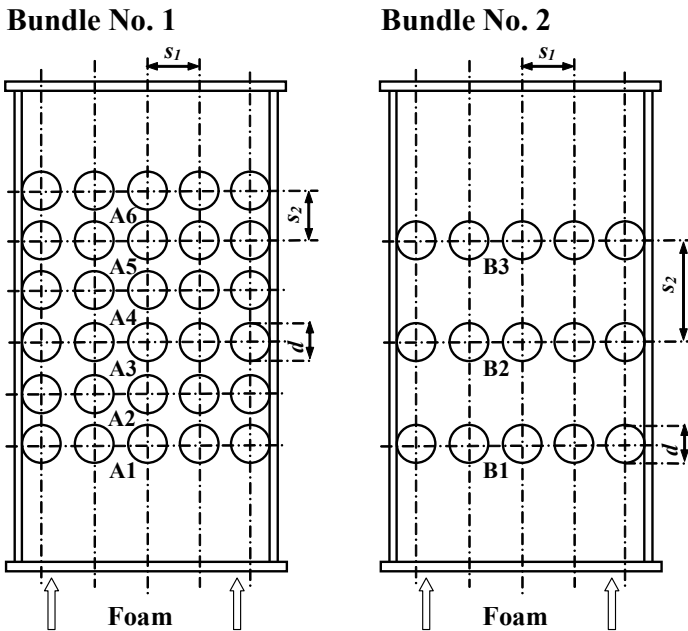 Bundle No. 1
s1
s2
A6
A5
A4
d
A3
A2
A1
Foam
Bundle No. 2
s1
B3
s2
B2
d
B1
Foam